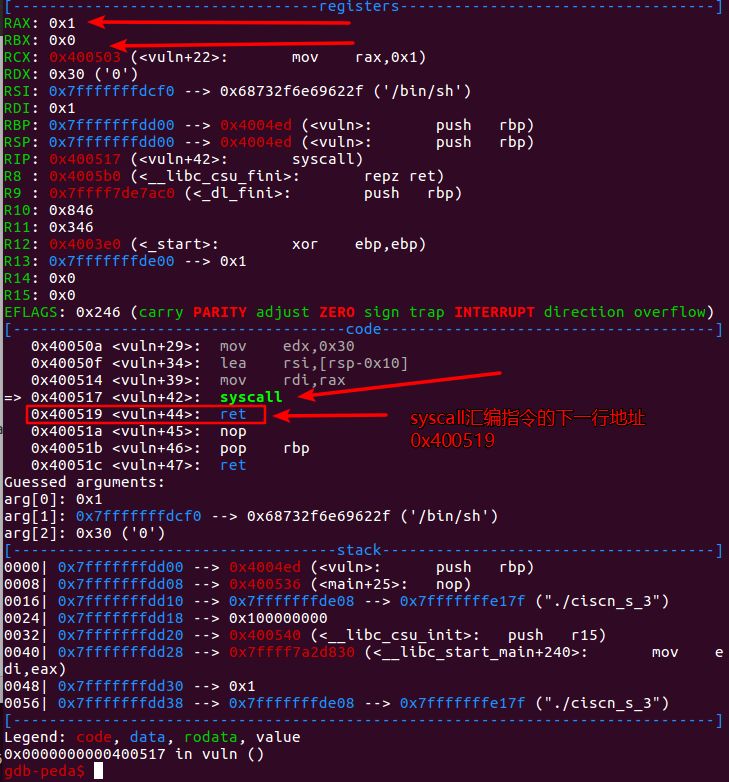 [----------------------------------registers-----------------------------------]
RAX: 0x1
RBX: 0x0
RCX: 0x400503 (<vuln+22>:        mov    rax,0x1)
RDX: 0x30 ('0')
RSI: 0x7fffffffdcf0 --> 0x68732f6e69622f ('/bin/sh')
RDI: 0x1
RBP: 0x7fffffffdd00 --> 0x4004ed (<vuln>:       push   rbp)
RSP: 0x7fffffffdd00 --> 0x4004ed (<vuln>:       push   rbp)
RIP: 0x400517 (<vuln+42>:        syscall)
R8 : 0x4005b0 (<__libc_csu_fini>:       repz ret)
R9 : 0x7ffff7de7ac0 (<_dl_fini>:        push   rbp)
R10: 0x846
R11: 0x346
R12: 0x4003e0 (<_start>:        xor    ebp,ebp)
R13: 0x7fffffffde00 --> 0x1
R14: 0x0
R15: 0x0
EFLAGS: 0x246 (carry PARITY adjust ZERO sign trap INTERRUPT direction overflow)
[-------------------------------------code-------------------------------------]
   0x40050a <vuln+29>:  mov    edx,0x30
   0x40050f <vuln+34>:  lea    rsi,[rsp-0x10]
   0x400514 <vuln+39>:  mov    rdi,rax
=> 0x400517 <vuln+42>:  syscall
   0x400519 <vuln+44>:  ret
syscall汇编指令的下一行地址
0x400519
   0x40051a <vuln+45>:  nop
   0x40051b <vuln+46>:  pop    rbp
   0x40051c <vuln+47>:  ret
Guessed arguments:
arg[0]: 0x1
arg[1]: 0x7fffffffdcf0 --> 0x68732f6e69622f ('/bin/sh')
arg[2]: 0x30 ('0')
[------------------------------------stack-------------------------------------]
0000| 0x7fffffffdd00 --> 0x4004ed (<vuln>:      push   rbp)
0008| 0x7fffffffdd08 --> 0x400536 (<main+25>:   nop)
0016| 0x7fffffffdd10 --> 0x7fffffffde08 --> 0x7fffffffe17f ("./ciscn_s_3")
0024| 0x7fffffffdd18 --> 0x100000000
0032| 0x7fffffffdd20 --> 0x400540 (<__libc_csu_init>:   push   r15)
0040| 0x7fffffffdd28 --> 0x7ffff7a2d830 (<__libc_start_main+240>:       mov    e
di,eax)
0048| 0x7fffffffdd30 --> 0x1
0056| 0x7fffffffdd38 --> 0x7fffffffde08 --> 0x7fffffffe17f ("./ciscn_s_3")
[------------------------------------------------------------------------------]
Legend: code, data, rodata, value
0x0000000000400517 in vuln ()
gdb-peda$